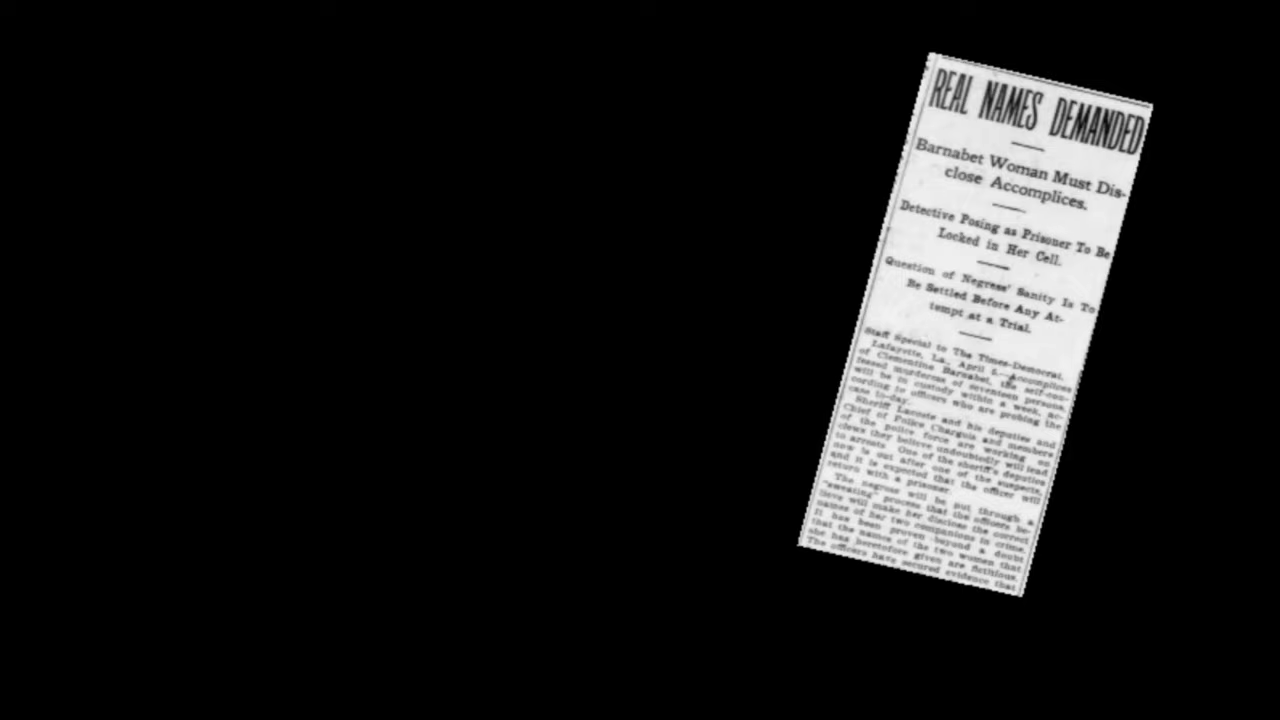 REAL NAMES DEMANDED
Barnabet Woman Must Dis-
close Accomplices.
Detective Posing as Prisoner To Be
Locked in Her Cell.
Question of Negress' Sanity Is To
Be Settled Before Any At-
tempt at a Trial.
Staff Special to The Times-Democrat.
Lafayette, La., April 5.—Accomplices
of Clementine Barnabet, the self-con-
fessed murderess of seventeen persons,
will be in custody within a week, ac-
cording to officers who are probing the
case to-day.
Sheriff Lacoste and his deputies and
Chief of Police Chargois and members
of the police force are working on
clews they believe undoubtedly will lead
to arrests. One of the sheriff's deputies
now is out after one of the suspects,
and it is expected that the officer will
return with a prisoner.
The negress will be put through a
"sweating" process that the officers be-
lieve will make her disclose the correct
names of her two companions in crime.
It has been proven beyond a doubt
that the names of the two women that
she has heretofore given are fictitious.
The officers have secured evidence that